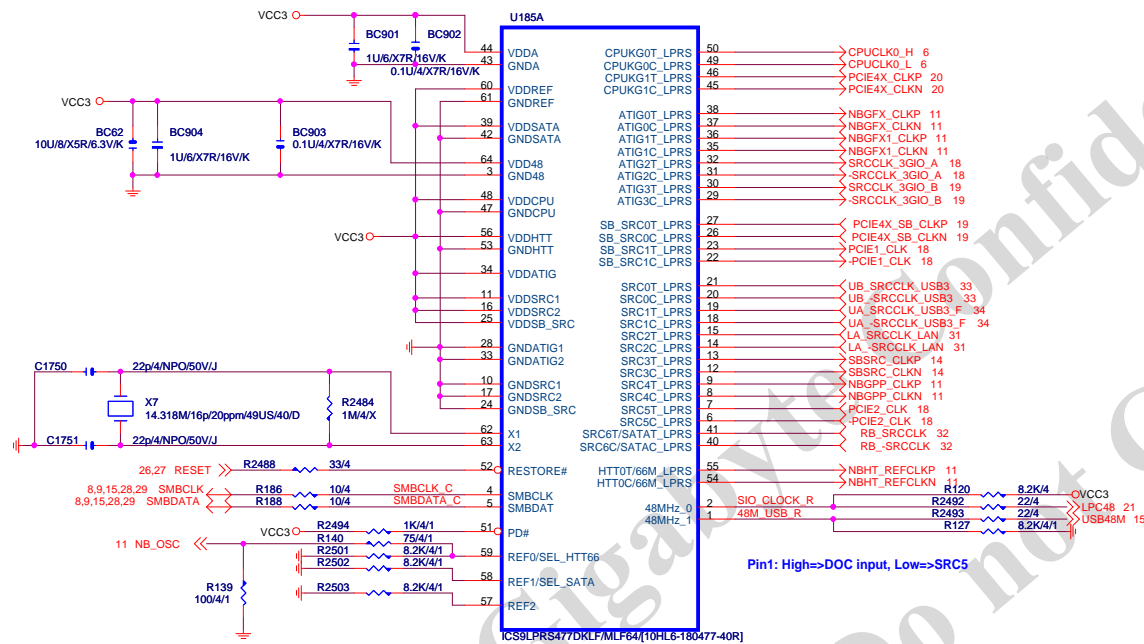 U185A
VCC3
BC901
BC902
1U/6/X7R/16V/K
0.1U/4/X7R/16V/K
44 VDDA
43 GNDA
60 VDDREF
61 GNDREF
VCC3
BC62
10U/8/X5R/6.3V/K
BC904
1U/6/X7R/16V/K
BC903
0.1U/4/X7R/16V/K
39 VDDSATA
42 GNDSATA
64 VDD48
3 GND48
48 VDDCPU
47 GNDCPU
VCC3
56 VDDHTT
53 GNDHTT
34 VDDATIG
11 VDDSRC1
16 VDDSRC2
25 VDDSB_SRC
28 GNDATIG1
33 GNDATIG2
10 GNDSRC1
17 GNDSRC2
24 GNDSB_SRC
C1750 22p/4/NPO/50V/J
X7
14.318M/16p/20ppm/49US/40/D
R2484
1M/4/X
C1751 22p/4/NPO/50V/J
62 X1
63 X2
26,27 RESET R2488 33/4 52 RESTORE#
8,9,15,28,29 SMBCLK R186 10/4 SMBCLK_C 4 SMBCLK
8,9,15,28,29 SMBDATA R188 10/4 SMBDATA_C 5 SMBDAT
VCC3 R2494 1K/4/1 51 PD#
11 NB_OSC R140 75/4/1 59 REF0/SEL_HTT66
R2501 8.2K/4/1
R2502 8.2K/4/1 58 REF1/SEL_SATA
R139
100/4/1
R2503 8.2K/4/1 57 REF2
CPUKG0T_LPRS 50 CPUCLK0_H 6
CPUKG0C_LPRS 49 CPUCLK0_L 6
CPUKG1T_LPRS 46 PCIE4X_CLKP 20
CPUKG1C_LPRS 45 PCIE4X_CLKN 20
ATIG0T_LPRS 38 NBGFX_CLKP 11
ATIG0C_LPRS 37 NBGFX_CLKN 11
ATIG1T_LPRS 36 NBGFX1_CLKP 11
ATIG1C_LPRS 35 NBGFX1_CLKN 11
ATIG2T_LPRS 32 SRCCLK_3GIO_A 18
ATIG2C_LPRS 31 -SRCCLK_3GIO_A 18
ATIG3T_LPRS 30 SRCCLK_3GIO_B 19
ATIG3C_LPRS 29 -SRCCLK_3GIO_B 19
SB_SRC0T_LPRS 27 PCIE4X_SB_CLKP 19
SB_SRC0C_LPRS 26 PCIE4X_SB_CLKN 19
SB_SRC1T_LPRS 23 PCIE1_CLK 18
SB_SRC1C_LPRS 22 -PCIE1_CLK 18
SRC0T_LPRS 21 UB_SRCCLK_USB3 33
SRC0C_LPRS 20 UB_-SRCCLK_USB3 33
SRC1T_LPRS 19 UA_SRCCLK_USB3_F 34
SRC1C_LPRS 18 UA_-SRCCLK_USB3_F 34
SRC2T_LPRS 15 LA_SRCCLK_LAN 31
SRC2C_LPRS 14 LA_-SRCCLK_LAN 31
SRC3T_LPRS 13 SBSRC_CLKP 14
SRC3C_LPRS 12 SBSRC_CLKN 14
SRC4T_LPRS 9 NBGPP_CLKP 11
SRC4C_LPRS 8 NBGPP_CLKN 11
SRC5T_LPRS 7 PCIE2_CLK 18
SRC5C_LPRS 6 -PCIE2_CLK 18
SRC6T/SATAT_LPRS 41 RB_SRCCLK 32
SRC6C/SATAC_LPRS 40 RB_-SRCCLK 32
HTT0T/66M_LPRS 55 NBHT_REFCLKP 11
HTT0C/66M_LPRS 54 NBHT_REFCLKN 11
R120 8.2K/4 VCC3
48MHz_0 2 SIO_CLOCK_R R2492 22/4 LPC48 21
48MHz_1 1 48M_USB_R R2493 22/4 USB48M 15
R127 8.2K/4/1
Pin1: High=>DOC input, Low=>SRC5
ICS9LPRS477DKLF/MLF64/[10HL6-180477-40R]
Gigabyte Confid
Do not C